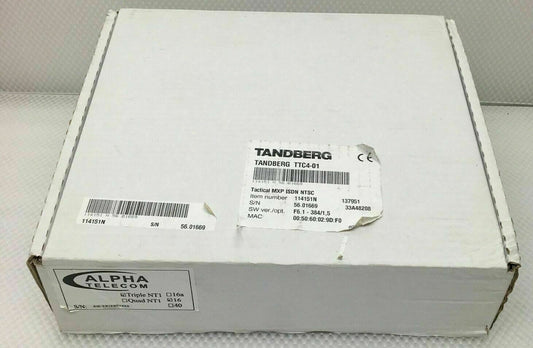 TANDBERG
TANDBERG TTC4-01
CE
Tactical MXP ISDN NTSC
Item number 114151N 137951
S/N 56.01669 33A48208
SW ver./opt. F6.1 - 384/1,5
MAC 00:50:60:02:9D:F0
114151N S/N 56.01669
ALPHA
TELECOM
☑Triple NT1 ☐16a
☐Quad NT1 ☑16
☐40
S/N: